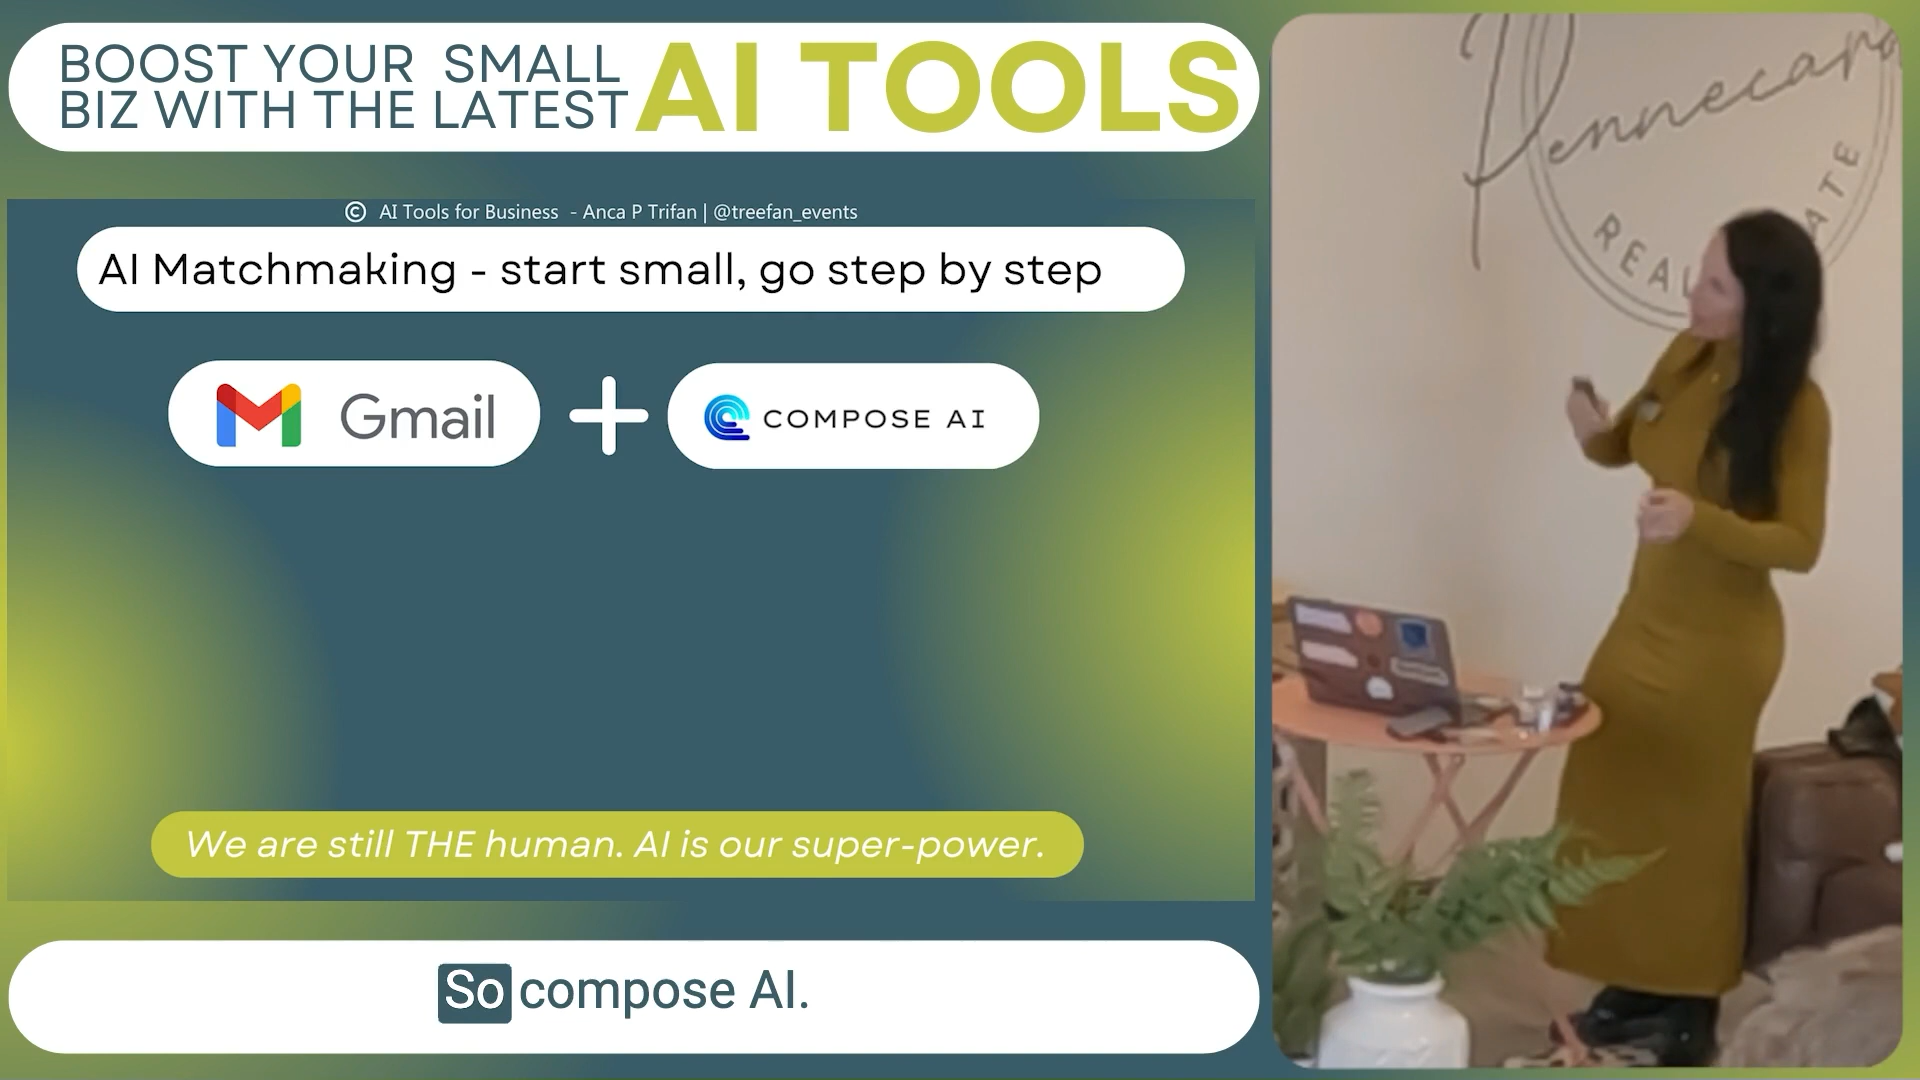 BOOST YOUR SMALL
BIZ WITH THE LATEST
AI TOOLS
© AI Tools for Business - Anca P Trifan | @treefan_events
AI Matchmaking - start small, go step by step
Gmail
COMPOSE AI
We are still THE human. AI is our super-power.
So compose AI.